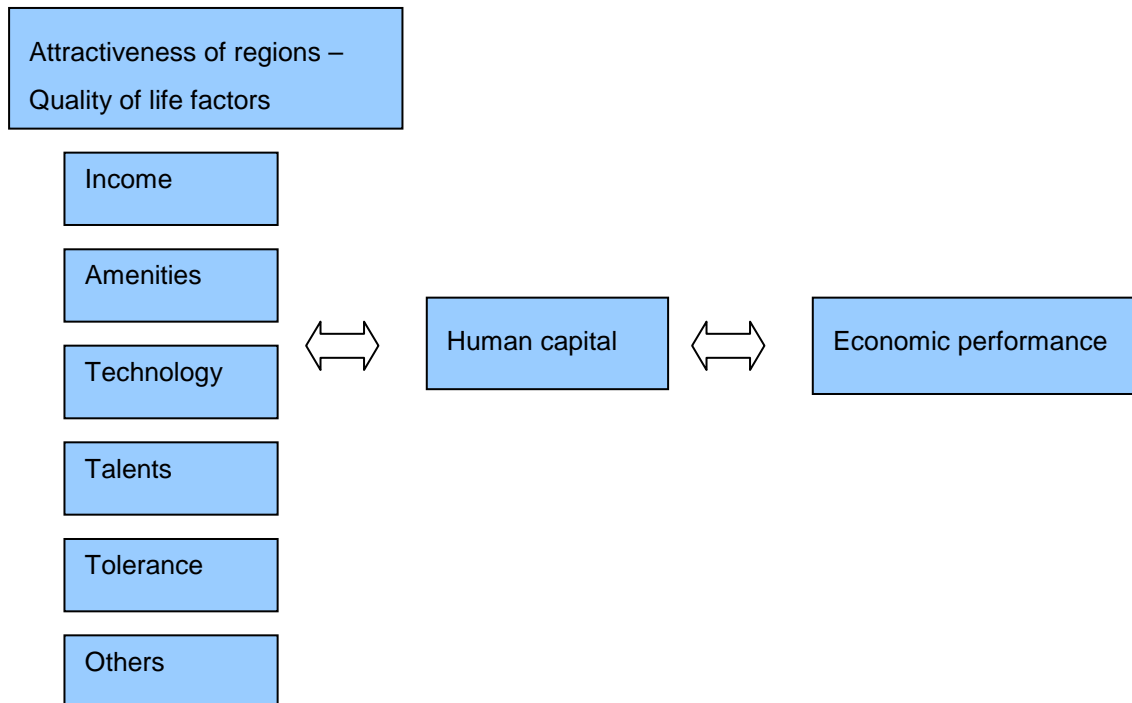 Attractiveness of regions –
Quality of life factors
Income
Amenities
Technology
Talents
Tolerance
Others
Human capital
Economic performance